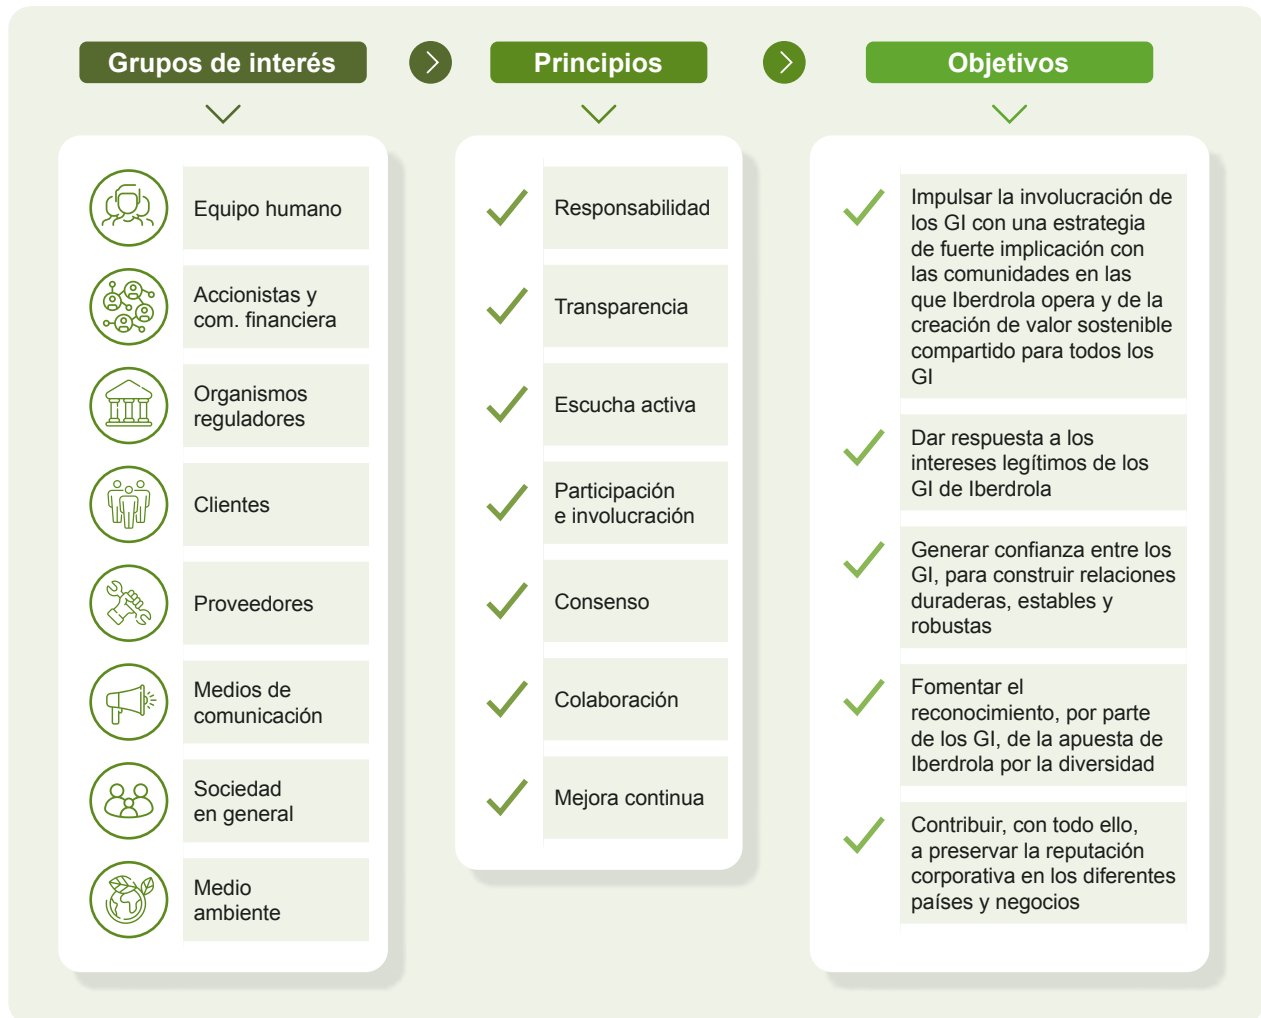 Grupos de interés
Principios
Objetivos
Equipo humano
Accionistas y
com. financiera
Organismos
reguladores
Clientes
Proveedores
Medios de
comunicación
Sociedad
en general
Medio
ambiente
Responsabilidad
Transparencia
Escucha activa
Participación
e involucración
Consenso
Colaboración
Mejora continua
Impulsar la involucración de
los GI con una estrategia
de fuerte implicación con
las comunidades en las
que Iberdrola opera y de la
creación de valor sostenible
compartido para todos los
GI
Dar respuesta a los
intereses legítimos de los
GI de Iberdrola
Generar confianza entre los
GI, para construir relaciones
duraderas, estables y
robustas
Fomentar el
reconocimiento, por parte
de los GI, de la apuesta de
Iberdrola por la diversidad
Contribuir, con todo ello,
a preservar la reputación
corporativa en los diferentes
países y negocios